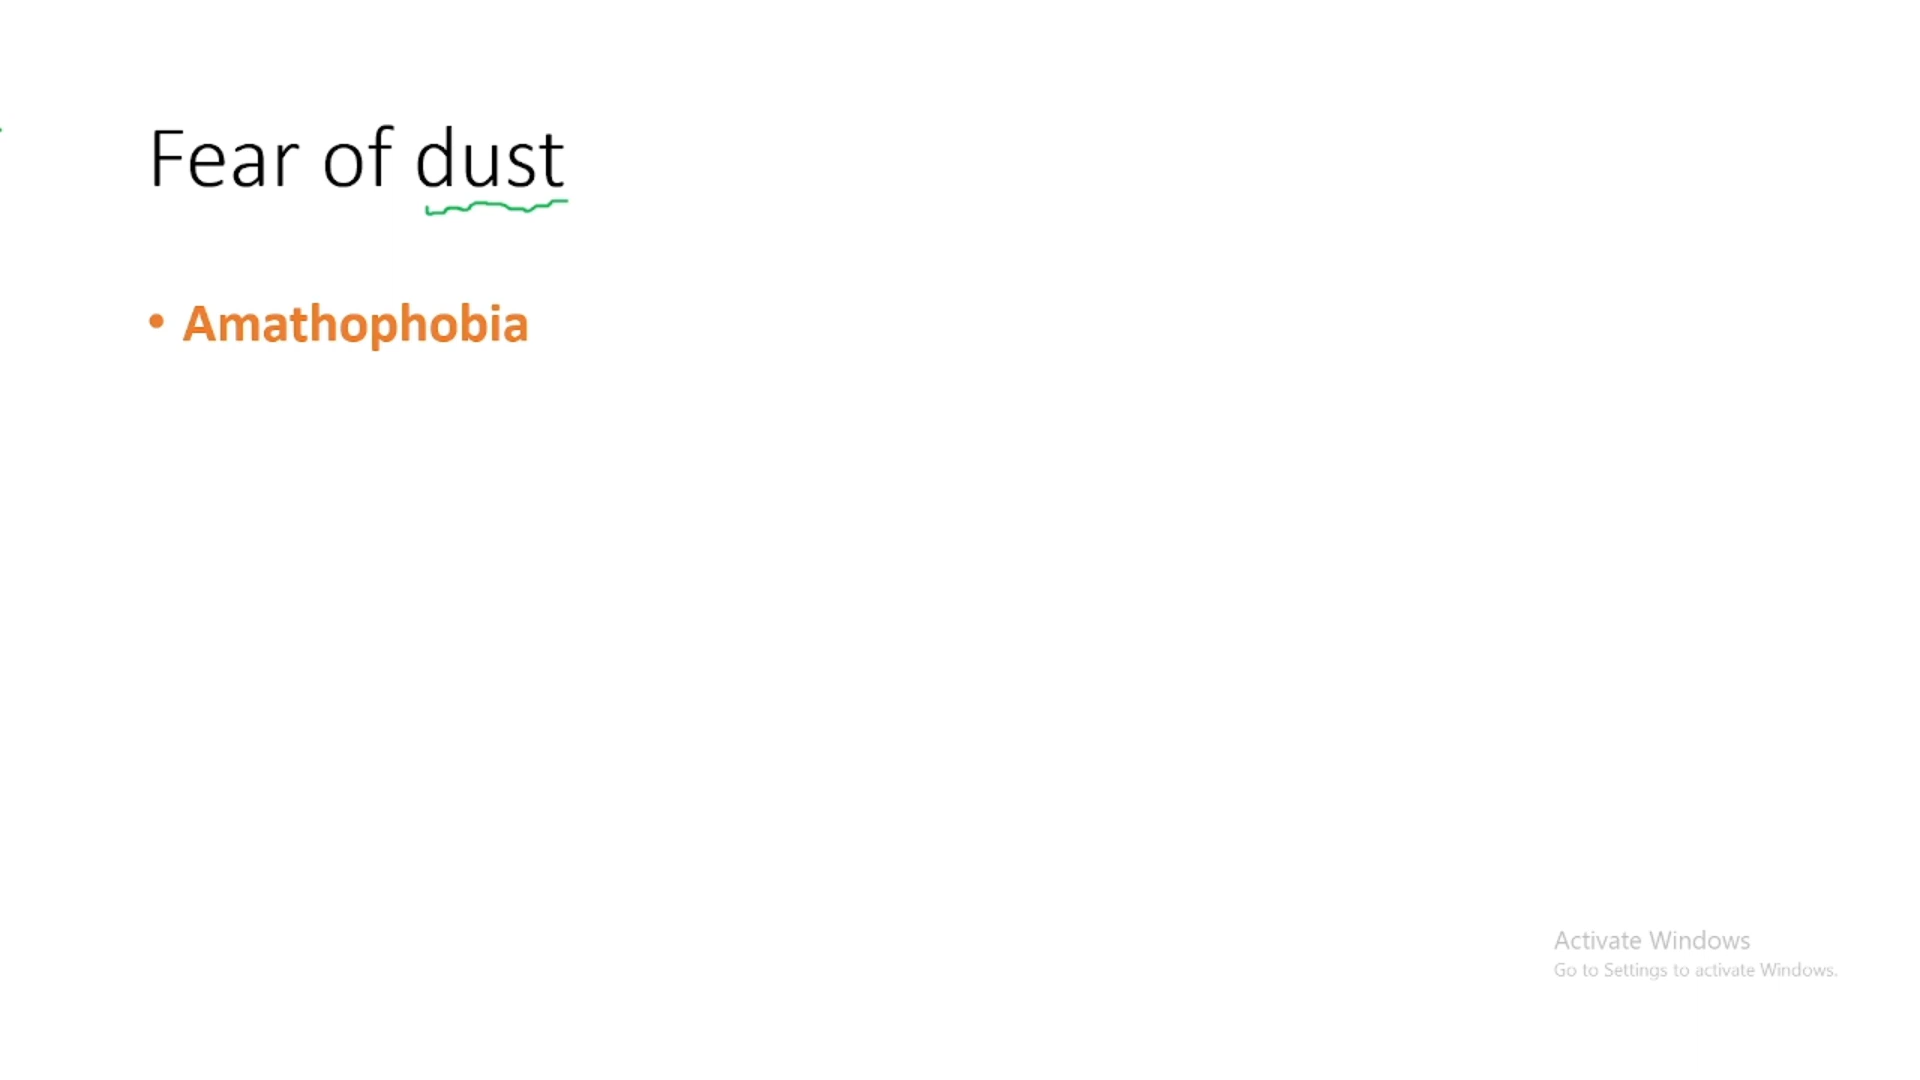 Fear of dust
• Amathophobia
Activate Windows
Go to Settings to activate Windows.